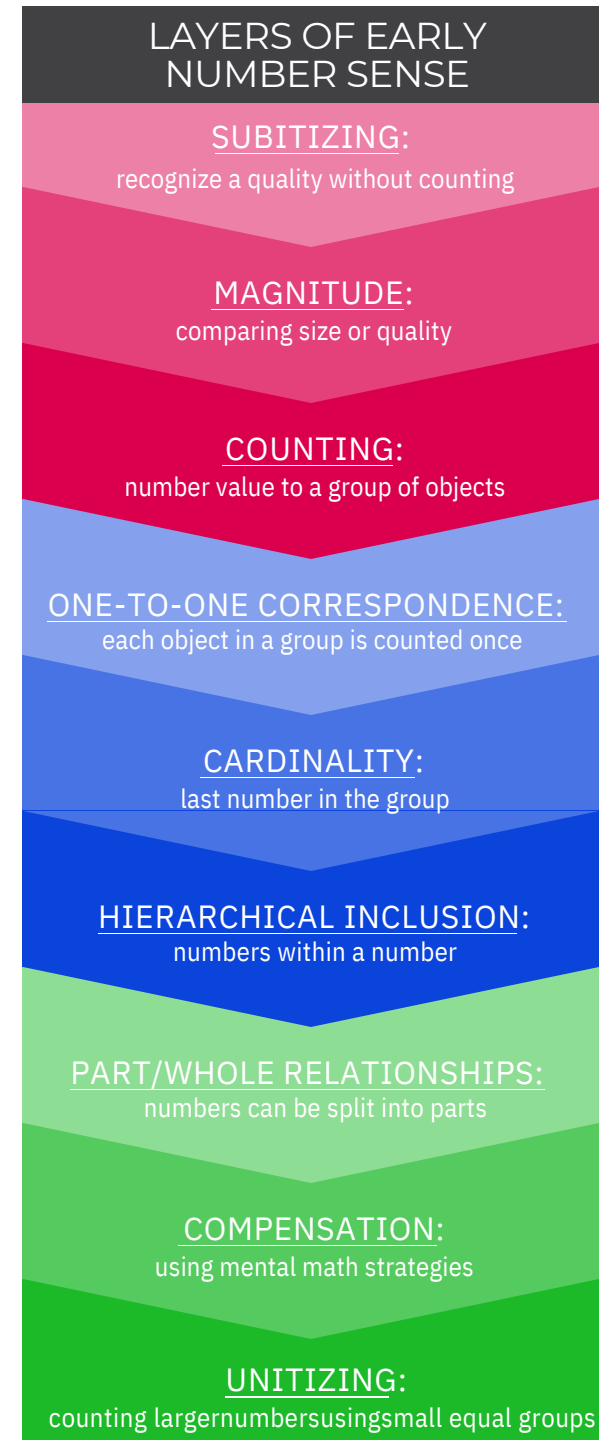 LAYERS OF EARLY
NUMBER SENSE
SUBITIZING:
recognize a quality without counting
MAGNITUDE:
comparing size or quality
COUNTING:
number value to a group of objects
ONE-TO-ONE CORRESPONDENCE:
each object in a group is counted once
CARDINALITY:
last number in the group
HIERARCHICAL INCLUSION:
numbers within a number
PART/WHOLE RELATIONSHIPS:
numbers can be split into parts
COMPENSATION:
using mental math strategies
UNITIZING:
counting largernumbersusingsmall equal groups